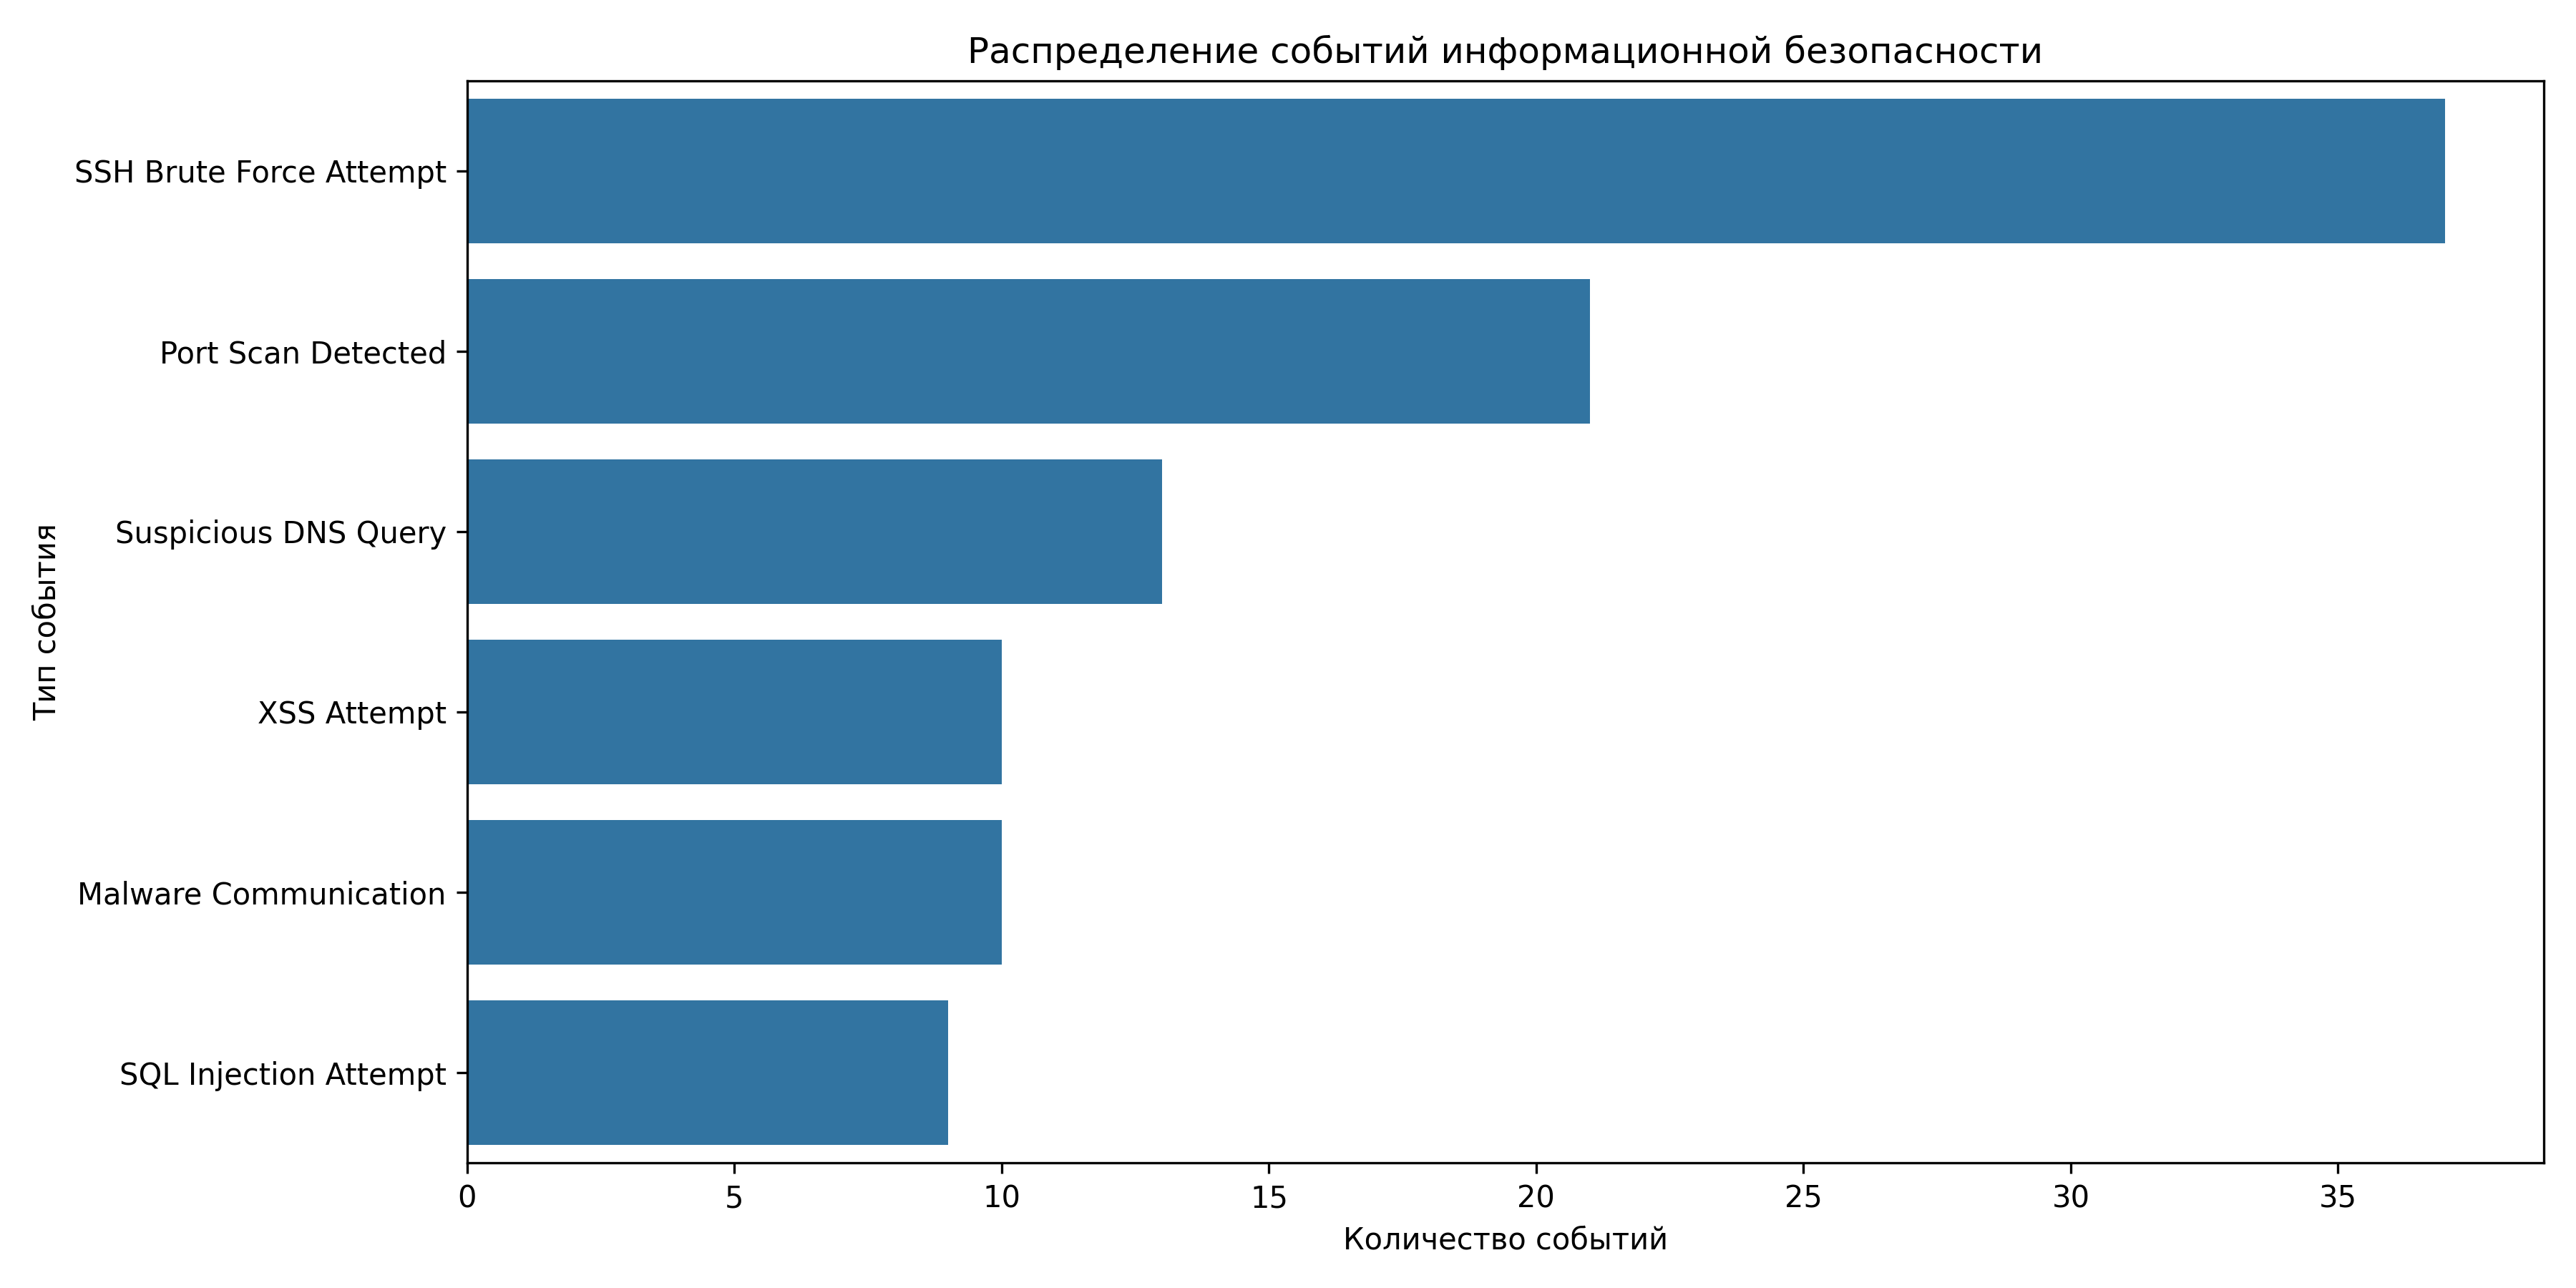 Распределение событий информационной безопасности
SSH Brute Force Attempt
Port Scan Detected
Suspicious DNS Query
XSS Attempt
Malware Communication
SQL Injection Attempt
Тип события
0 5 10 15 20 25 30 35
Количество событий